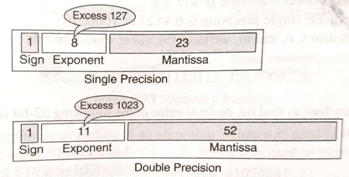 Excess 127
1 8 23
Sign Exponent Mantissa
Single Precision
Excess 1023
1 11 52
Sign Exponent Mantissa
Double Precision